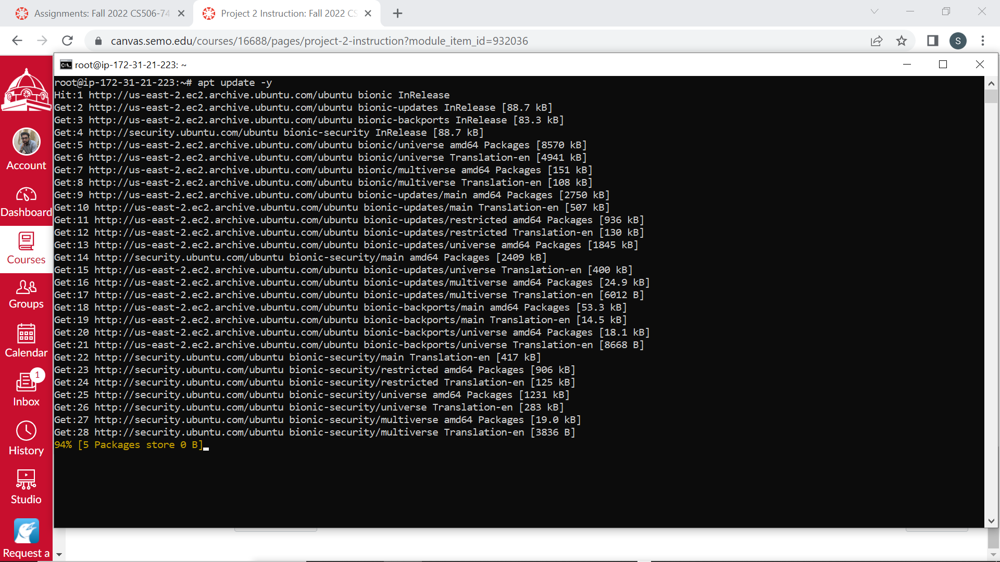 Assignments: Fall 2022 CS506-74
Project 2 Instruction: Fall 2022 CS
canvas.semo.edu/courses/16688/pages/project-2-instruction?module_item_id=932036
S
root@ip-172-31-21-223: ~
root@ip-172-31-21-223:~# apt update -y
Hit:1 http://us-east-2.ec2.archive.ubuntu.com/ubuntu bionic InRelease
Get:2 http://us-east-2.ec2.archive.ubuntu.com/ubuntu bionic-updates InRelease [88.7 kB]
Get:3 http://us-east-2.ec2.archive.ubuntu.com/ubuntu bionic-backports InRelease [83.3 kB]
Get:4 http://security.ubuntu.com/ubuntu bionic-security InRelease [88.7 kB]
Get:5 http://us-east-2.ec2.archive.ubuntu.com/ubuntu bionic/universe amd64 Packages [8570 kB]
Get:6 http://us-east-2.ec2.archive.ubuntu.com/ubuntu bionic/universe Translation-en [4941 kB]
Get:7 http://us-east-2.ec2.archive.ubuntu.com/ubuntu bionic/multiverse amd64 Packages [151 kB]
Get:8 http://us-east-2.ec2.archive.ubuntu.com/ubuntu bionic/multiverse Translation-en [108 kB]
Get:9 http://us-east-2.ec2.archive.ubuntu.com/ubuntu bionic-updates/main amd64 Packages [2750 kB]
Get:10 http://us-east-2.ec2.archive.ubuntu.com/ubuntu bionic-updates/main Translation-en [507 kB]
Get:11 http://us-east-2.ec2.archive.ubuntu.com/ubuntu bionic-updates/restricted amd64 Packages [936 kB]
Get:12 http://us-east-2.ec2.archive.ubuntu.com/ubuntu bionic-updates/restricted Translation-en [130 kB]
Get:13 http://us-east-2.ec2.archive.ubuntu.com/ubuntu bionic-updates/universe amd64 Packages [1845 kB]
Get:14 http://security.ubuntu.com/ubuntu bionic-security/main amd64 Packages [2409 kB]
Get:15 http://us-east-2.ec2.archive.ubuntu.com/ubuntu bionic-updates/universe Translation-en [400 kB]
Get:16 http://us-east-2.ec2.archive.ubuntu.com/ubuntu bionic-updates/multiverse amd64 Packages [24.9 kB]
Get:17 http://us-east-2.ec2.archive.ubuntu.com/ubuntu bionic-updates/multiverse Translation-en [6012 B]
Get:18 http://us-east-2.ec2.archive.ubuntu.com/ubuntu bionic-backports/main amd64 Packages [53.3 kB]
Get:19 http://us-east-2.ec2.archive.ubuntu.com/ubuntu bionic-backports/main Translation-en [14.5 kB]
Get:20 http://us-east-2.ec2.archive.ubuntu.com/ubuntu bionic-backports/universe amd64 Packages [18.1 kB]
Get:21 http://us-east-2.ec2.archive.ubuntu.com/ubuntu bionic-backports/universe Translation-en [8668 B]
Get:22 http://security.ubuntu.com/ubuntu bionic-security/main Translation-en [417 kB]
Get:23 http://security.ubuntu.com/ubuntu bionic-security/restricted amd64 Packages [906 kB]
Get:24 http://security.ubuntu.com/ubuntu bionic-security/restricted Translation-en [125 kB]
Get:25 http://security.ubuntu.com/ubuntu bionic-security/universe amd64 Packages [1231 kB]
Get:26 http://security.ubuntu.com/ubuntu bionic-security/universe Translation-en [283 kB]
Get:27 http://security.ubuntu.com/ubuntu bionic-security/multiverse amd64 Packages [19.0 kB]
Get:28 http://security.ubuntu.com/ubuntu bionic-security/multiverse Translation-en [3836 B]
94% [5 Packages store 0 B]
Account
Dashboard
Courses
Groups
Calendar
1
Inbox
History
Studio
Request a